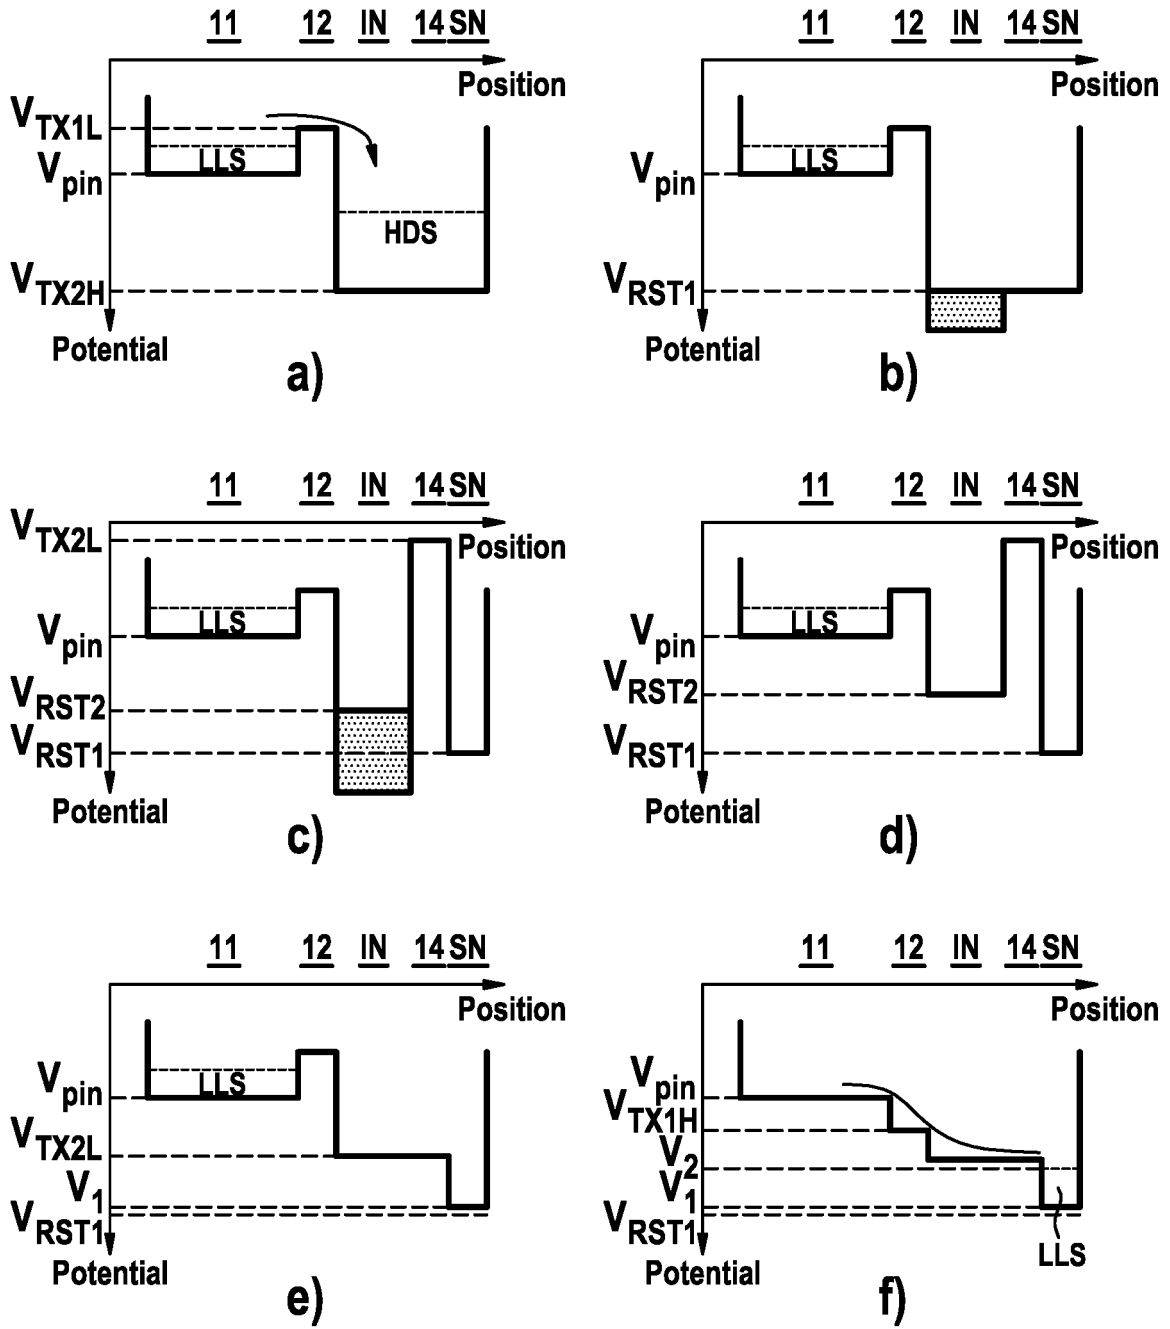 11 12 IN 14 SN
Position
VTX1L
LLS
Vpin
HDS
VTX2H
Potential
a)
11 12 IN 14 SN
Position
LLS
Vpin
VRST1
Potential
b)
11 12 IN 14 SN
VTX2L
Position
LLS
Vpin
VRST2
VRST1
Potential
c)
11 12 IN 14 SN
Position
LLS
Vpin
VRST2
VRST1
Potential
d)
11 12 IN 14 SN
Position
LLS
Vpin
VTX2L
V1
VRST1
Potential
e)
11 12 IN 14 SN
Position
Vpin
VTX1H
V2
V1
VRST1
LLS
Potential
f)